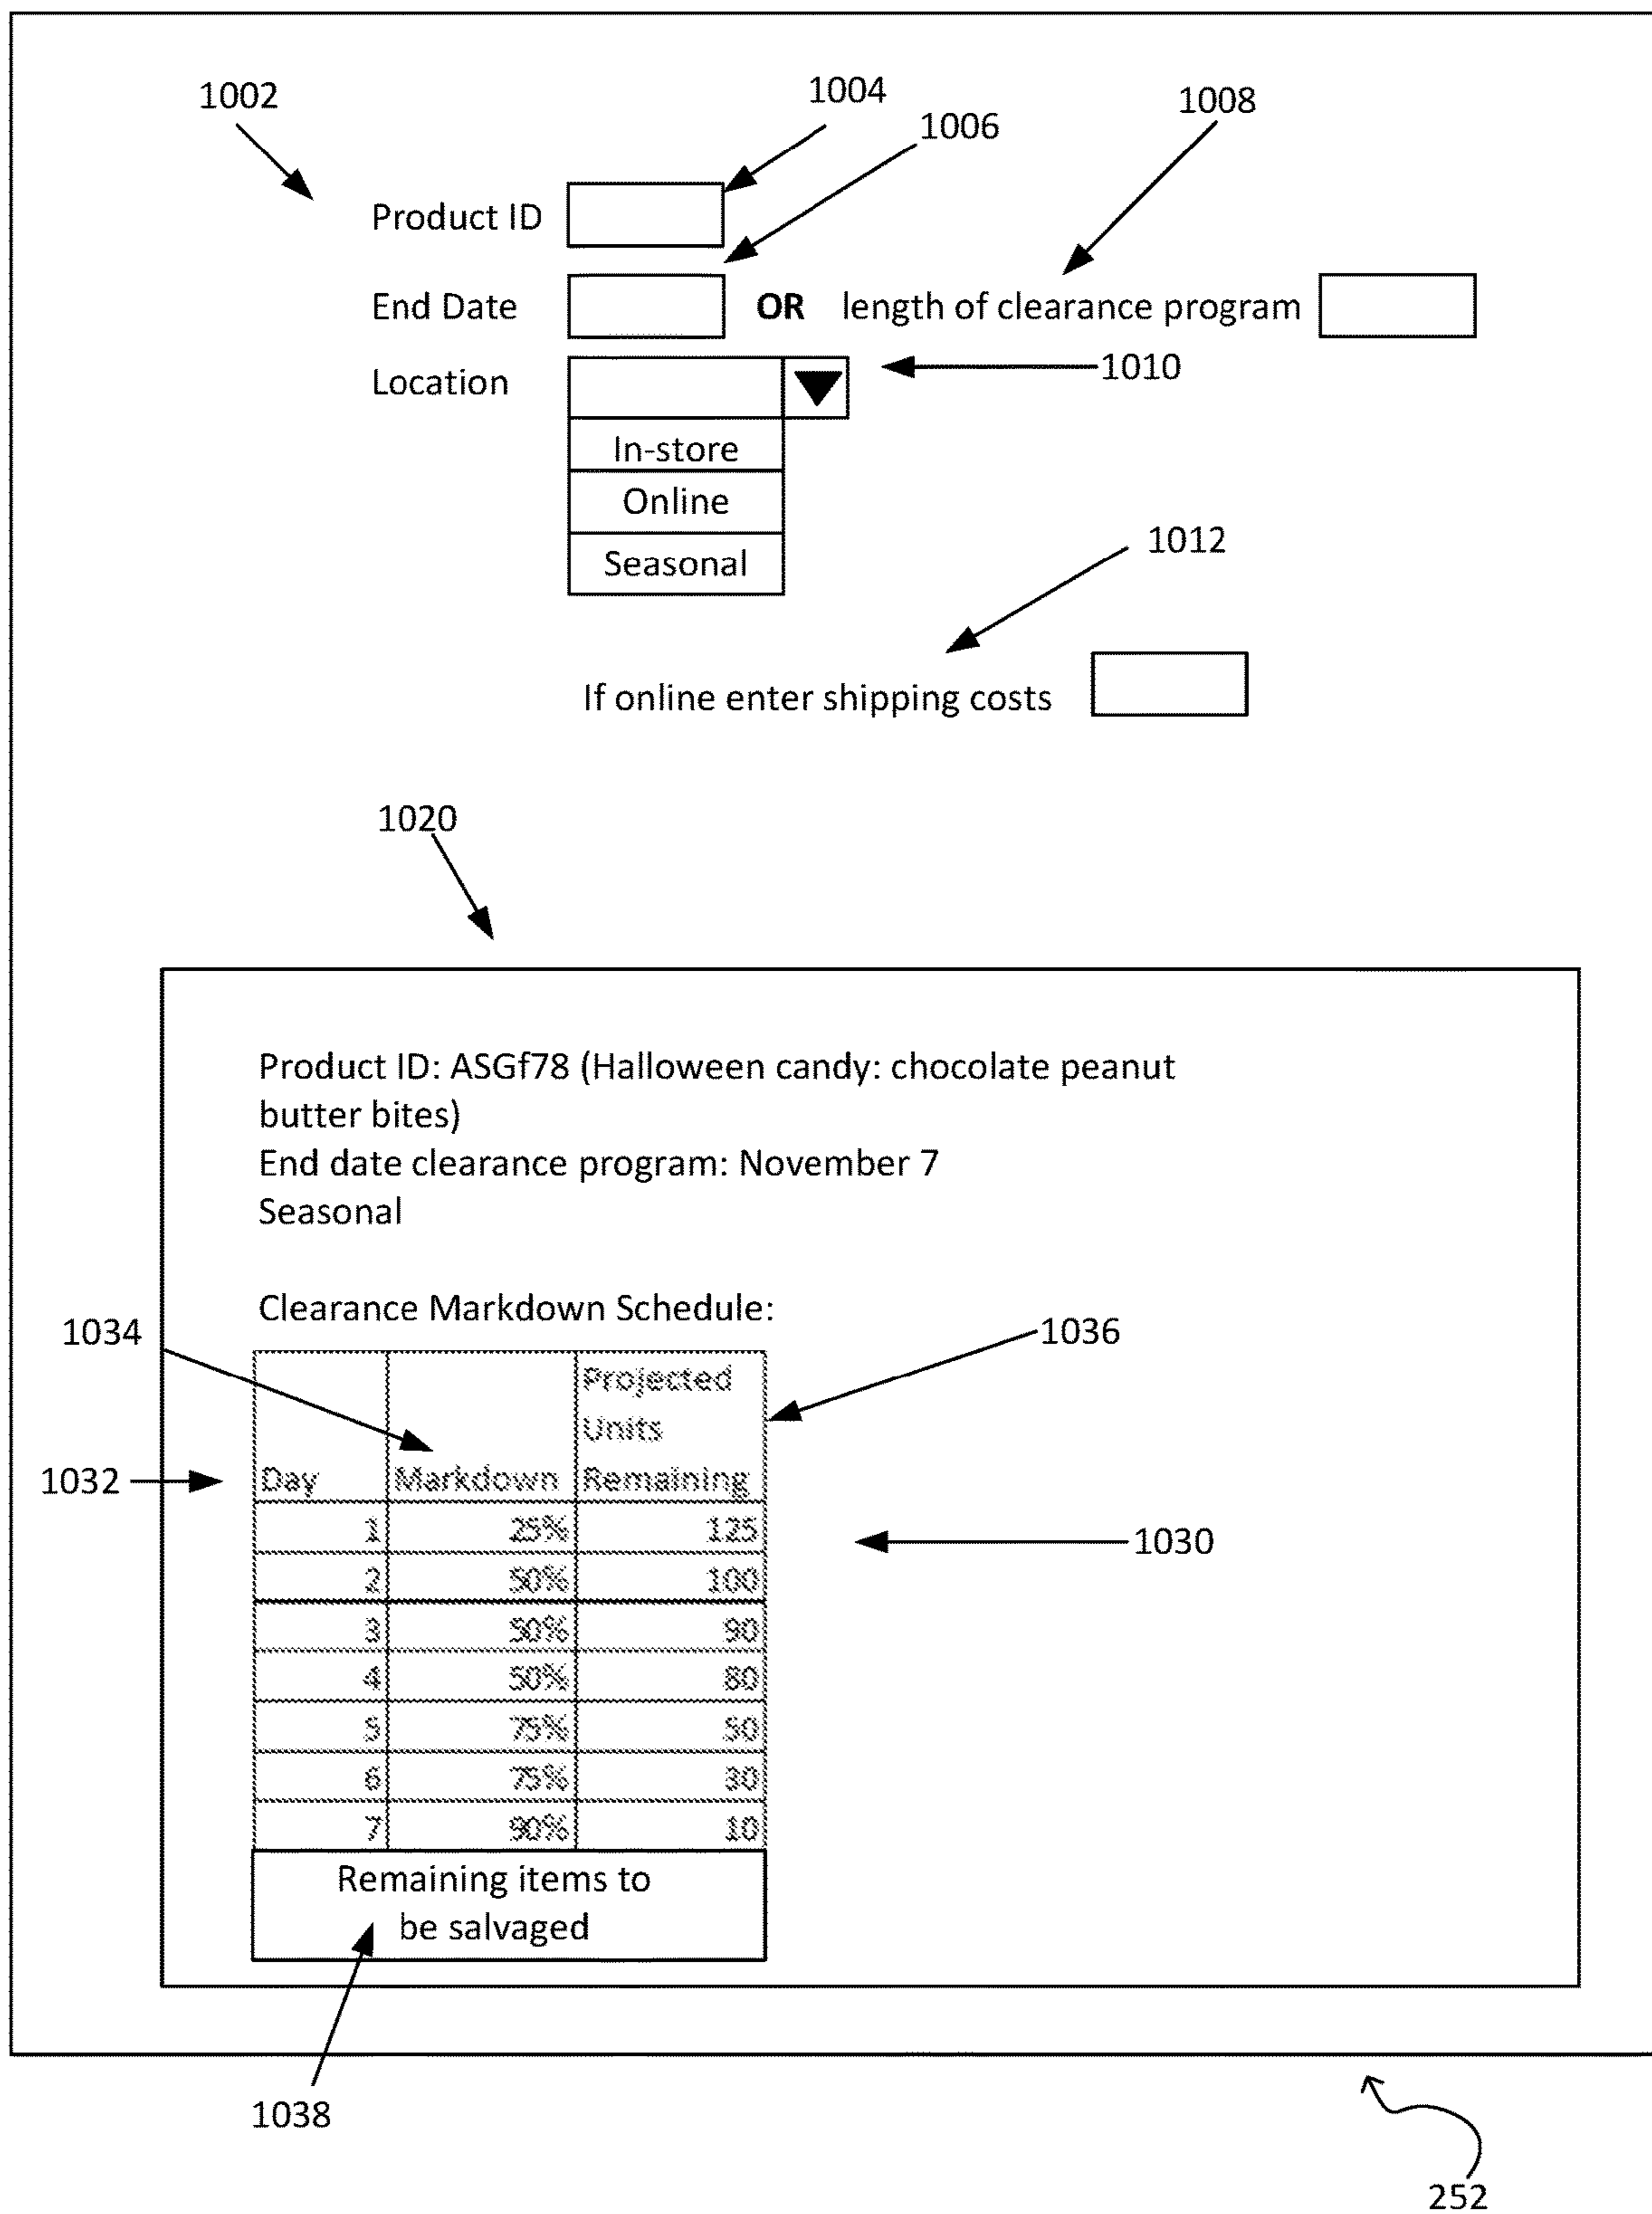 1002
1004
1006
1008
Product ID
End Date OR length of clearance program
Location
1010
In-store
Online
Seasonal
1012
If online enter shipping costs
1020
Product ID: ASGf78 (Halloween candy: chocolate peanut
butter bites)
End date clearance program: November 7
Seasonal
Clearance Markdown Schedule:
1034
1036
1032
Day Markdown Projected Units Remaining
1 25% 125
1030
2 50% 100
3 50% 90
4 50% 80
5 75% 50
6 75% 30
7 90% 10
Remaining items to
be salvaged
1038
252